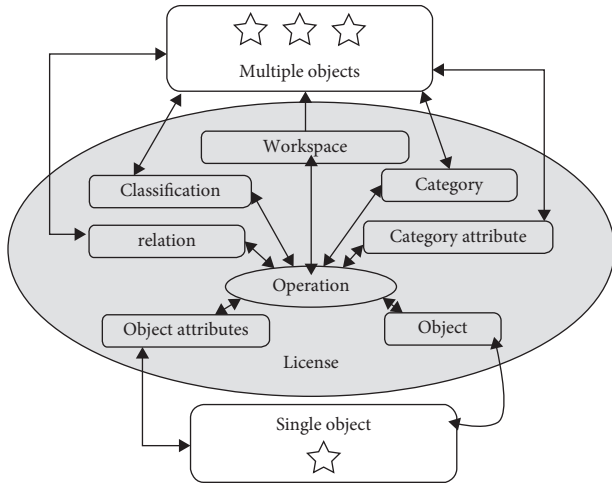 Multiple objects
Workspace
Classification
Category
relation
Category attribute
Operation
Object attributes
Object
License
Single object